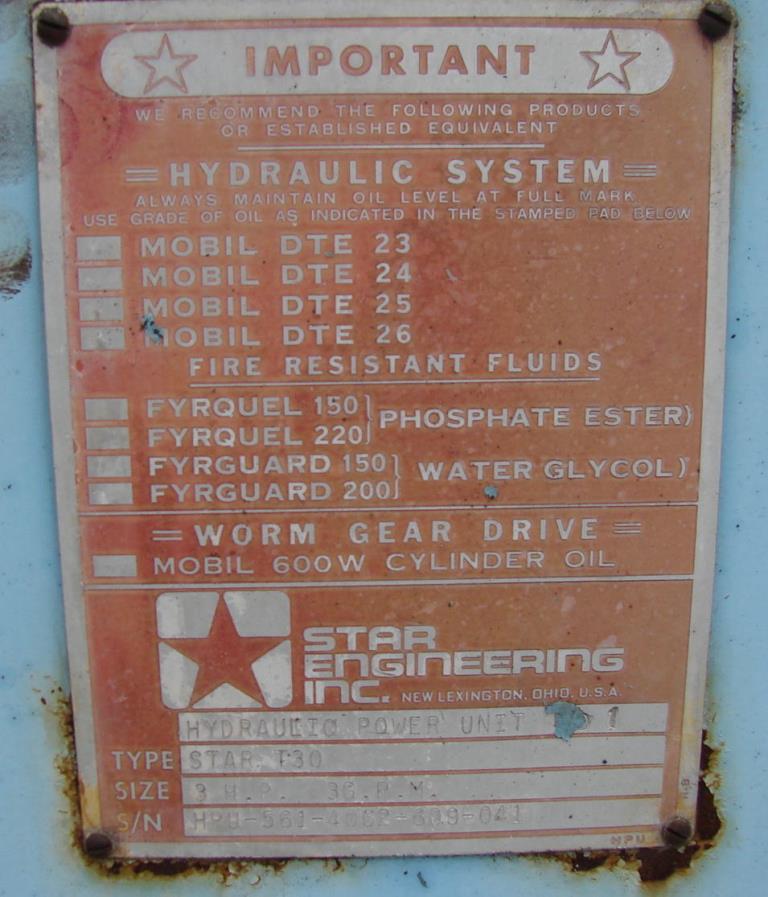 IMPORTANT
WE RECOMMEND THE FOLLOWING PRODUCTS
OR ESTABLISHED EQUIVALENT
HYDRAULIC SYSTEM
ALWAYS MAINTAIN OIL LEVEL AT FULL MARK
USE GRADE OF OIL AS INDICATED IN THE STAMPED PAD BELOW
MOBIL DTE 23
MOBIL DTE 24
MOBIL DTE 25
MOBIL DTE 26
FIRE RESISTANT FLUIDS
FYRQUEL 150
FYRQUEL 220
PHOSPHATE ESTER)
FYRGUARD 150
FYRGUARD 200
WATER GLYCOL)
WORM GEAR DRIVE
MOBIL 600W CYLINDER OIL
STAR
ENGINEERING
INC. NEW LEXINGTON, OHIO, U.S.A.
HYDRAULIC POWER UNIT 1
TYPE STAR T30
SIZE 3 H.P. 3G.P.M.
S/N
HPU